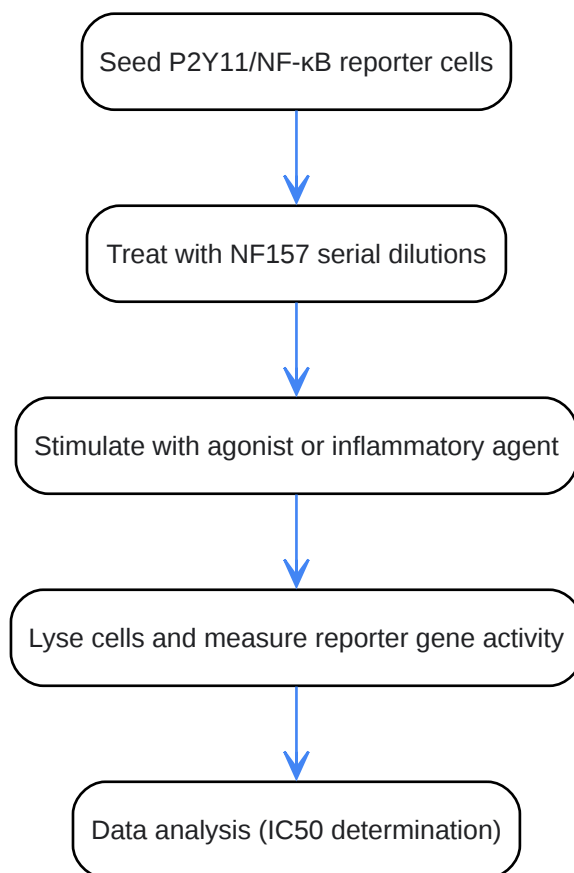 Seed P2Y11/NF-κB reporter cells
Treat with NF157 serial dilutions
Stimulate with agonist or inflammatory agent
Lyse cells and measure reporter gene activity
Data analysis (IC50 determination)